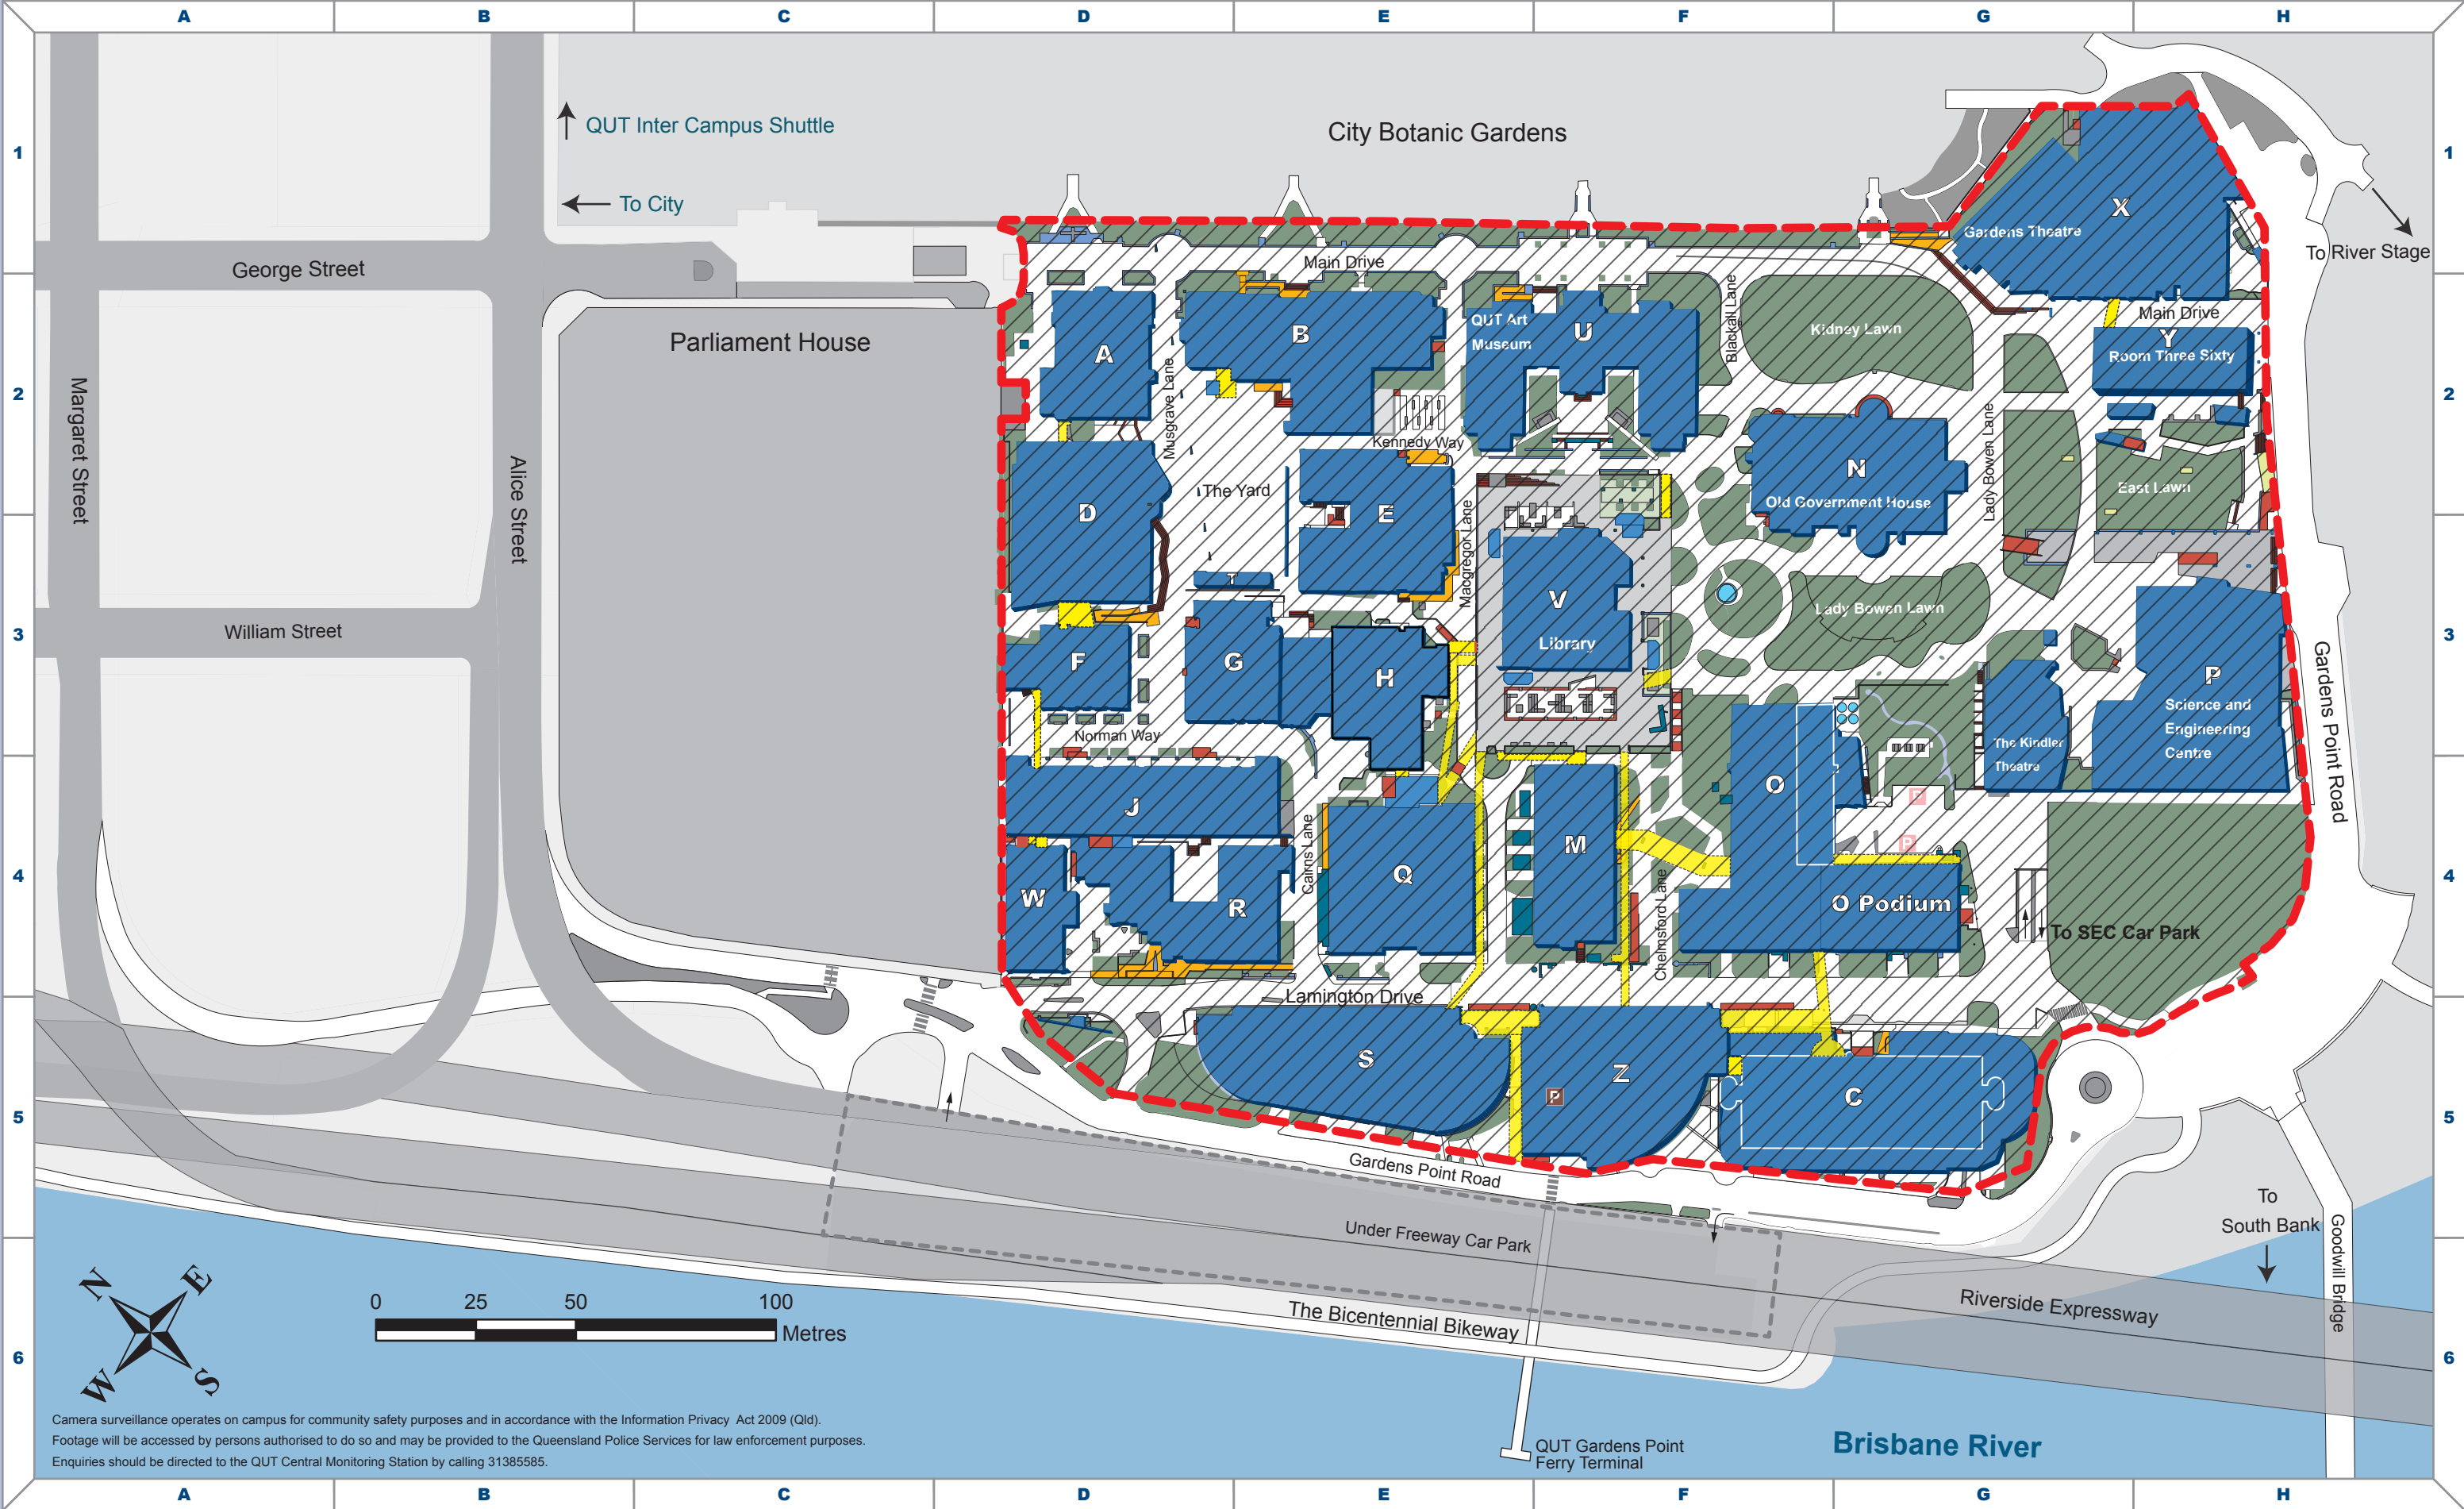 A B C D E F G H
1 1
QUT Inter Campus Shuttle
City Botanic Gardens
To City
X
Gardens Theatre
To River Stage
George Street
Main Drive
Main Drive
Parliament House
A
B
QUT Art
Museum
U
Blackall Lane
Kidney Lawn
Y
Room Three Sixty
2 2
Margaret Street
Alice Street
Musgrave Lane
Kennedy Way
Lady Bowen Lane
N
Old Government House
The Yard
East Lawn
D
E
Macgregor Lane
T
V
Library
Lady Bowen Lawn
William Street
3 3
F
G
H
P
Science and
Engineering
Centre
Gardens Point Road
Norman Way
The Kindler
Theatre
J
O
P
P
M
Cairns Lane
Q
4 4
W
R
O Podium
Chelmsford Lane
To SEC Car Park
Lamington Drive
S
Z
P
C
5 5
Gardens Point Road
To
South Bank
Under Freeway Car Park
Goodwill Bridge
N E
W S
0 25 50 100
Metres
The Bicentennial Bikeway
Riverside Expressway
6 6
Camera surveillance operates on campus for community safety purposes and in accordance with the Information Privacy Act 2009 (Qld).
Footage will be accessed by persons authorised to do so and may be provided to the Queensland Police Services for law enforcement purposes.
Enquiries should be directed to the QUT Central Monitoring Station by calling 31385585.
QUT Gardens Point
Ferry Terminal
Brisbane River
A B C D E F G H